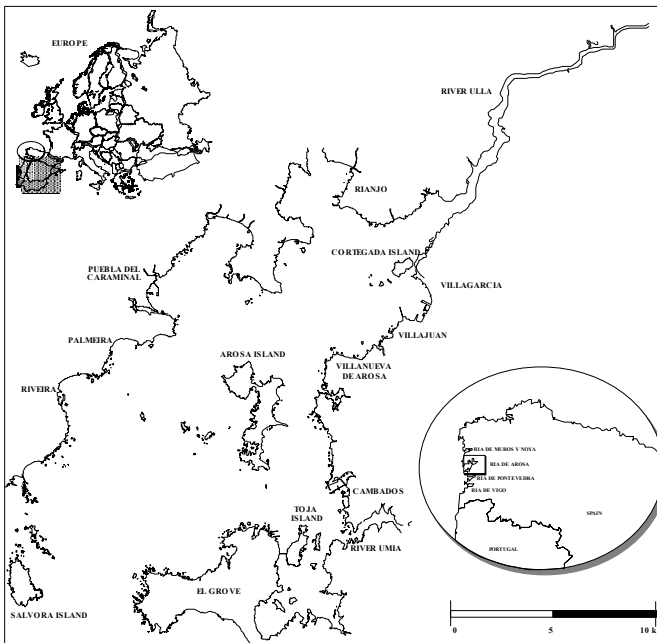 EUROPE
RIVER ULLA
RIANJO
CORTEGADA ISLAND
PUEBLA DEL
CARAMINAL
VILLAGARCIA
VILLAJUAN
PALMEIRA
AROSA ISLAND
VILLANUEVA
DE AROSA
RIVEIRA
RIA DE MUROS Y NOYA
RIA DE AROSA
RIA DE PONTEVEDRA
RIA DE VIGO
SPAIN
PORTUGAL
CAMBADOS
TOJA
ISLAND
RIVER UMIA
EL GROVE
SALVORA ISLAND
0 5 10 k